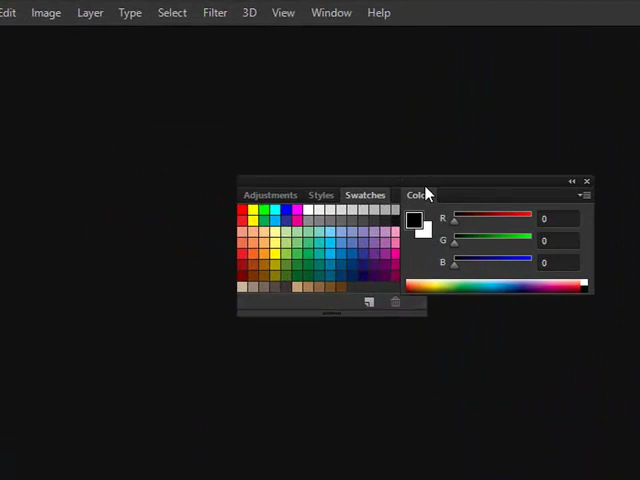 Edit Image Layer Type Select Filter 3D View Window Help
Adjustments Styles Swatches
R 0
G 0
B 0